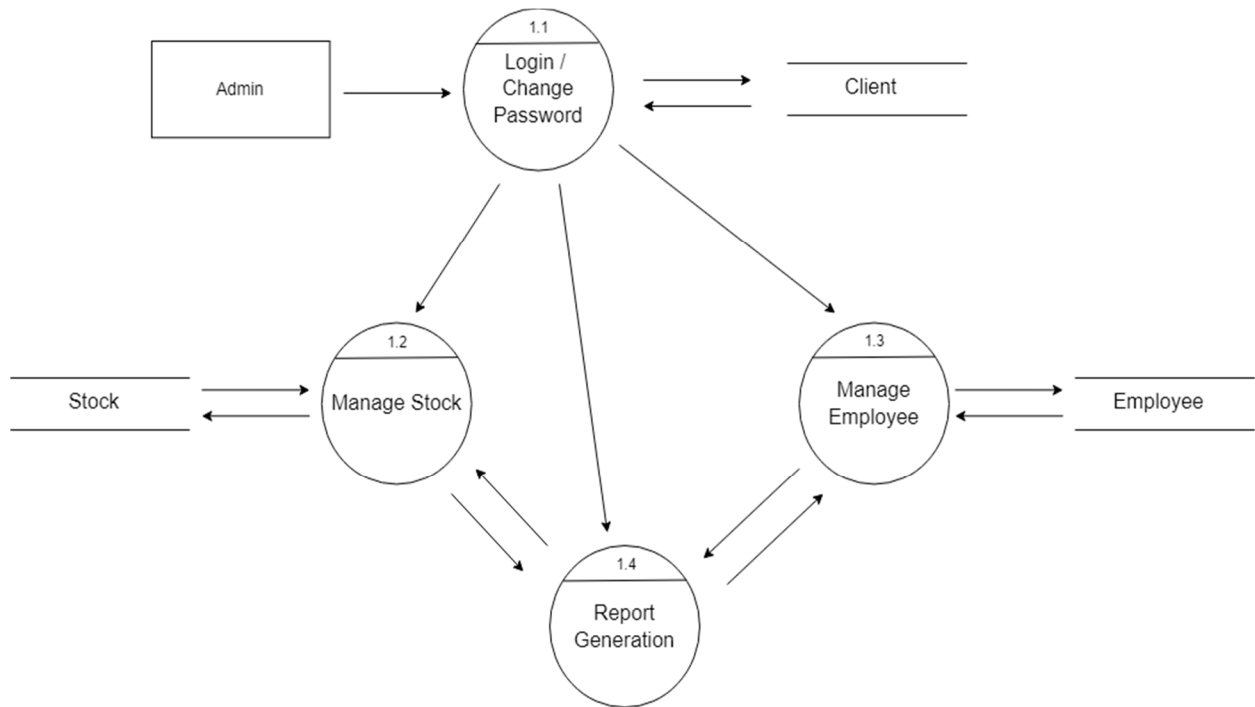 1.1
Admin
Login /
Change
Password
Client
1.2
1.3
Stock
Manage Stock
Manage
Employee
Employee
1.4
Report
Generation